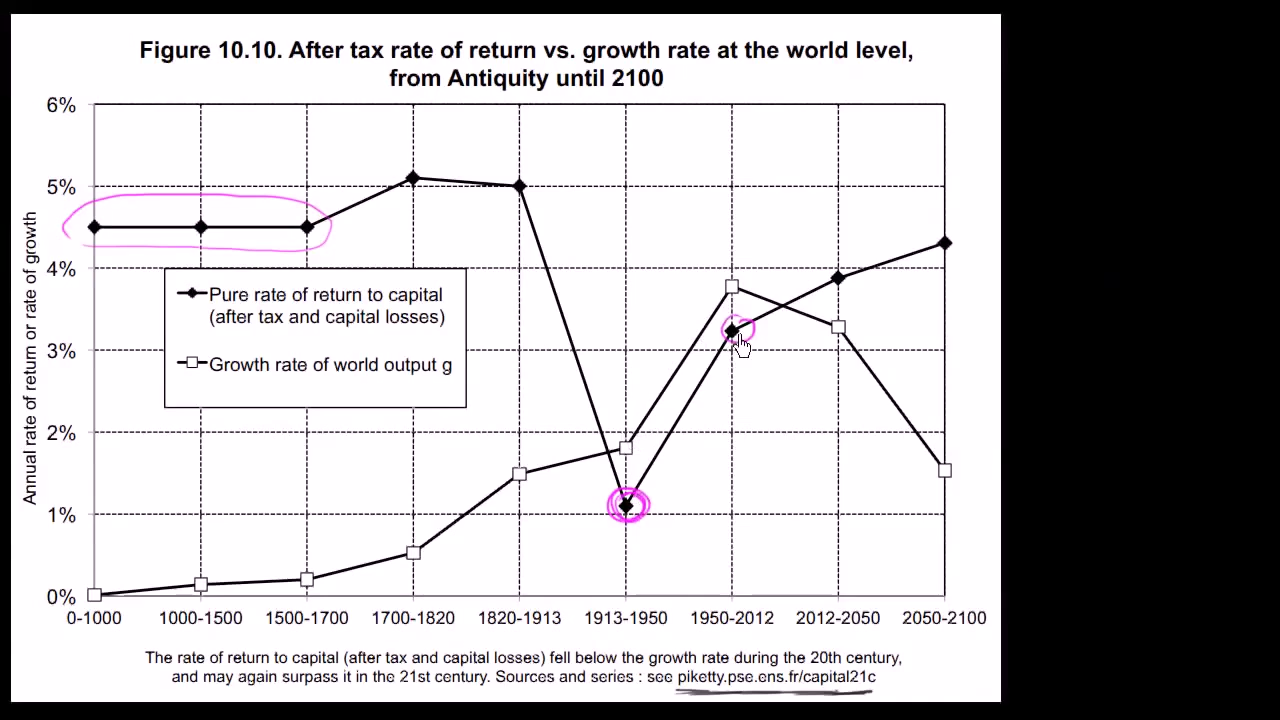 Figure 10.10. After tax rate of return vs. growth rate at the world level,
from Antiquity until 2100
6%
5%
4%
3%
2%
1%
0%
Annual rate of return or rate of growth
Pure rate of return to capital
(after tax and capital losses)
Growth rate of world output g
0-1000
1000-1500
1500-1700
1700-1820
1820-1913
1913-1950
1950-2012
2012-2050
2050-2100
The rate of return to capital (after tax and capital losses) fell below the growth rate during the 20th century,
and may again surpass it in the 21st century. Sources and series : see piketty.pse.ens.fr/capital21c